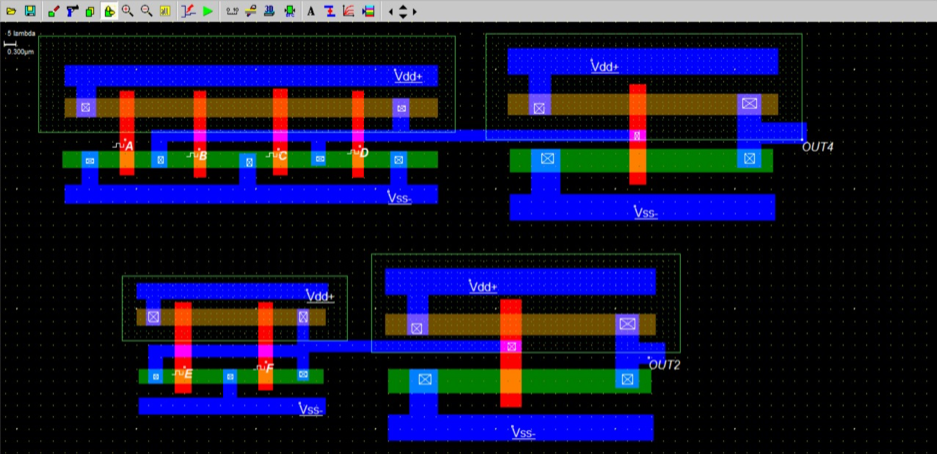 A
5 lambda
0.300µm
Vdd+
Vdd+
A
B
C
D
OUT4
Vss-
Vss-
Vdd+
Vdd+
E
F
OUT2
Vss-
Vss-